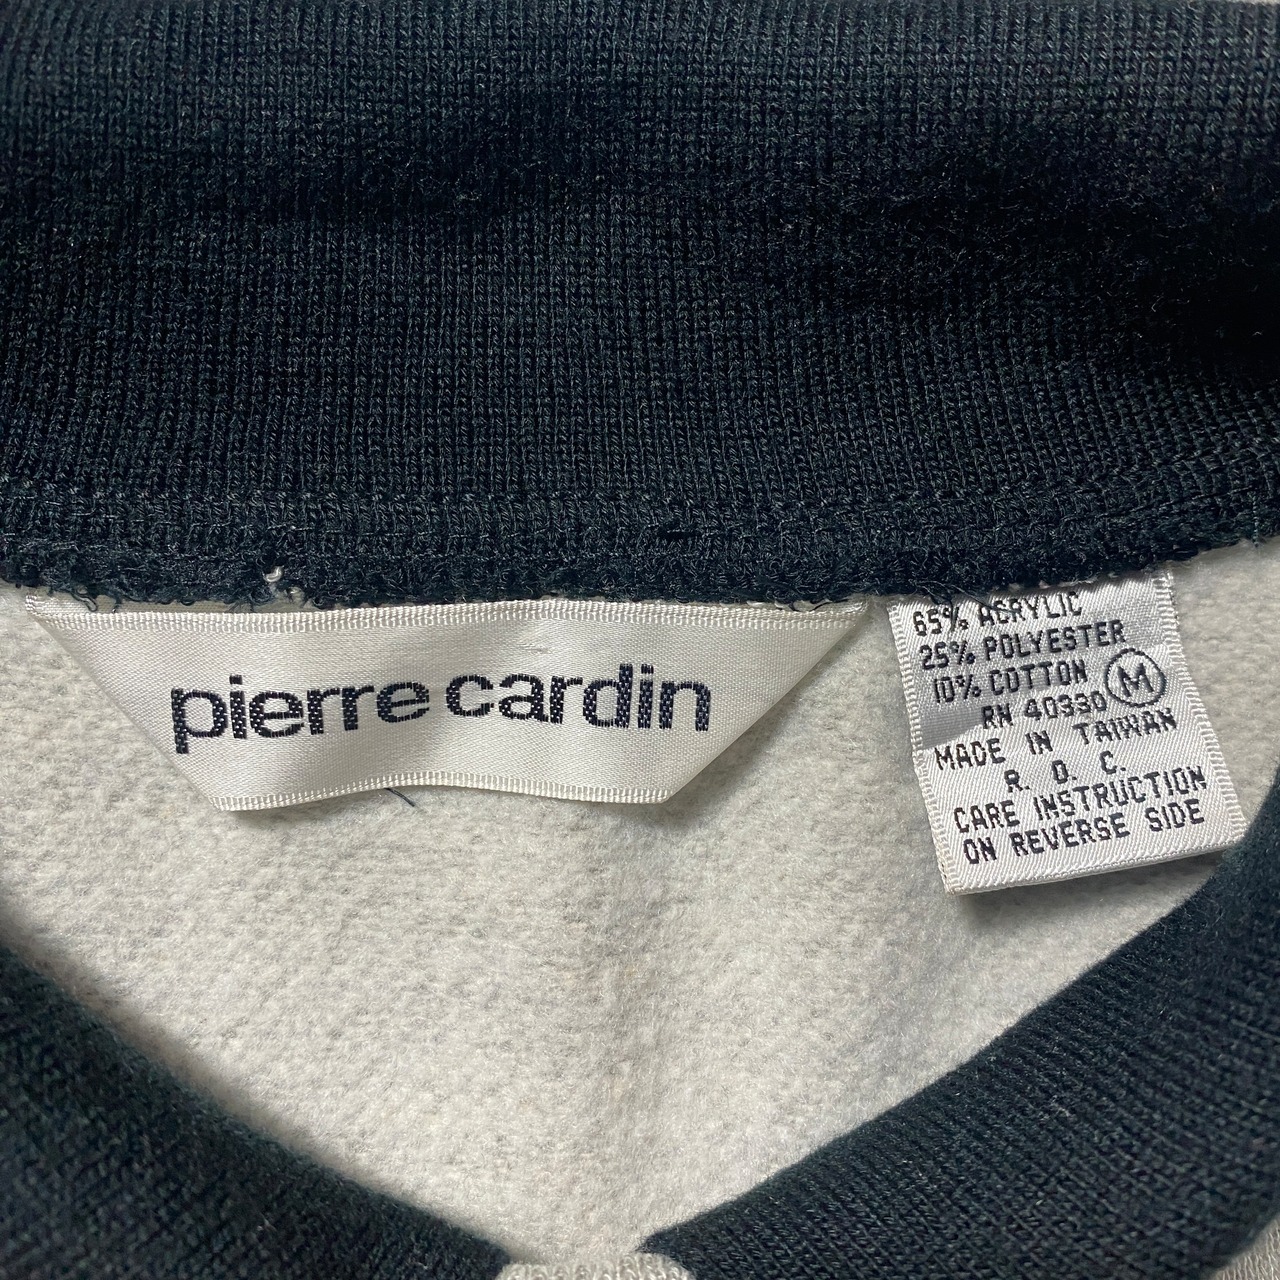 pierre cardin
65% ACRYLIC
25% POLYESTER
10% COTTON M
RN 40330
MADE IN TAIWAN
R. O. C.
CARE INSTRUCTION
ON REVERSE SIDE